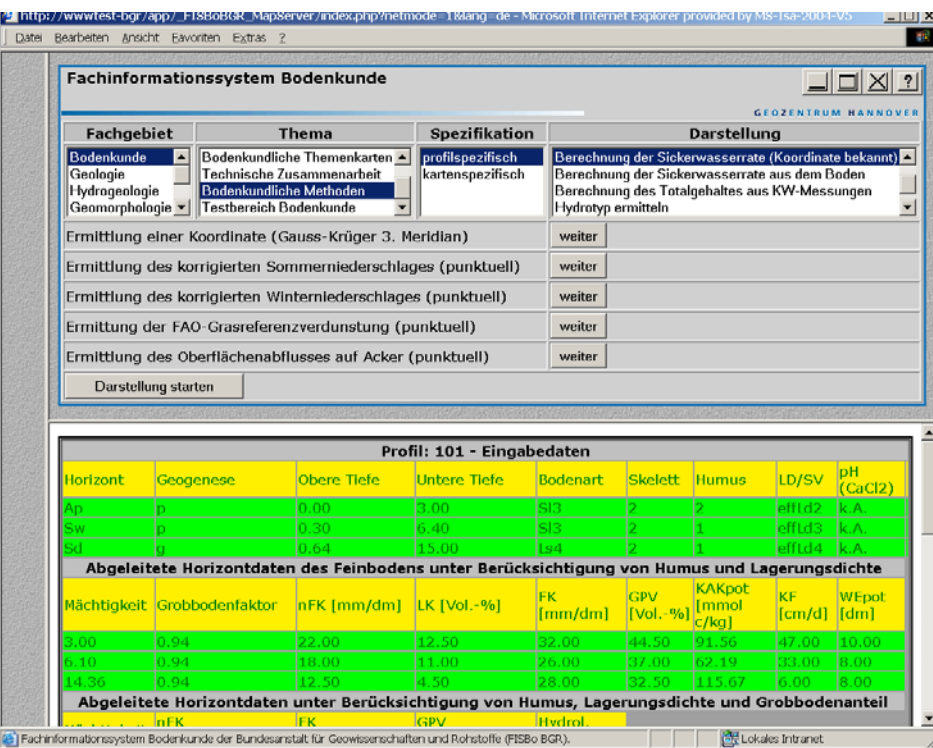 http://wwwtest-bgr/app/_FISBoBGR_MapServer/index.php?netmode=1&lang=de - Microsoft Internet Explorer provided by MS-Isa-2004-V5
Datei Bearbeiten Ansicht Favoriten Extras ?
Fachinformationssystem Bodenkunde
GEOZENTRUM HANNOVER
Fachgebiet Thema Spezifikation Darstellung
Bodenkunde Bodenkundliche Themenkarten profilspezifisch Berechnung der Sickerwasserrate (Koordinate bekannt)
Geologie Technische Zusammenarbeit kartenspezifisch Berechnung der Sickerwasserrate aus dem Boden
Hydrogeologie Bodenkundliche Methoden Berechnung des Totalgehaltes aus KW-Messungen
Geomorphologie Testbereich Bodenkunde Hydrotyp ermitteln
Ermittlung einer Koordinate (Gauss-Krüger 3. Meridian) weiter
Ermittlung des korrigierten Sommerniederschlages (punktuell) weiter
Ermittlung des korrigierten Winterniederschlages (punktuell) weiter
Ermittung der FAO-Grasreferenzverdunstung (punktuell) weiter
Ermittlung des Oberflächenabflusses auf Acker (punktuell) weiter
Darstellung starten
Profil: 101 - Eingabedaten
Horizont Geogenese Obere Tiefe Untere Tiefe Bodenart Skelett Humus LD/SV pH (CaCl2)
Ap p 0.00 3.00 Sl3 2 2 effLd2 k.A.
Sw p 0.30 6.40 Sl3 2 1 effLd3 k.A.
Sd g 0.64 15.00 Ls4 2 1 effLd4 k.A.
Abgeleitete Horizontdaten des Feinbodens unter Berücksichtigung von Humus und Lagerungsdichte
Mächtigkeit Grobbodenfaktor nFK [mm/dm] LK [Vol.-%] FK [mm/dm] GPV [Vol.-%] KAKpot [mmol c/kg] KF [cm/d] WEpot [dm]
3.00 0.94 22.00 12.50 32.00 44.50 91.56 47.00 10.00
6.10 0.94 18.00 11.00 26.00 37.00 62.19 33.00 8.00
14.36 0.94 12.50 4.50 28.00 32.50 115.67 6.00 8.00
Abgeleitete Horizontdaten unter Berücksichtigung von Humus, Lagerungsdichte und Grobbodenanteil
nFK FK GPV Hydrol.
Fachinformationssystem Bodenkunde der Bundesanstalt für Geowissenschaften und Rohstoffe (FISBo BGR). Lokales Intranet